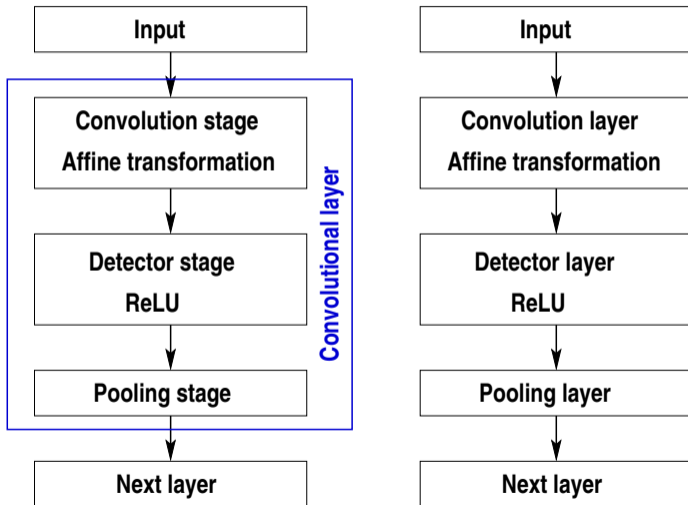 Input
Convolution stage
Affine transformation
Detector stage
ReLU
Pooling stage
Convolutional layer
Next layer
Input
Convolution layer
Affine transformation
Detector layer
ReLU
Pooling layer
Next layer